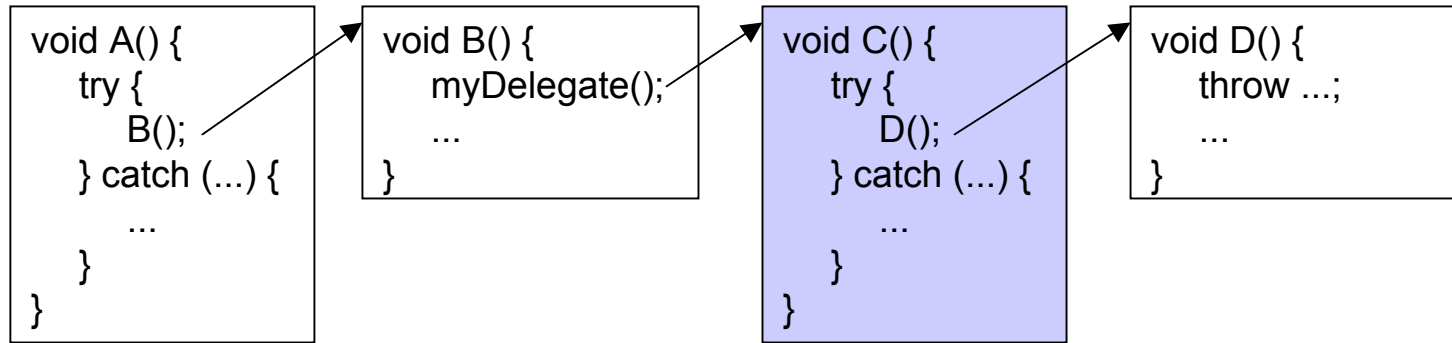 void A() {
try {
B();
} catch (...) {
...
}
}
void B() {
myDelegate();
...
}
void C() {
try {
D();
} catch (...) {
...
}
}
void D() {
throw ...;
...
}